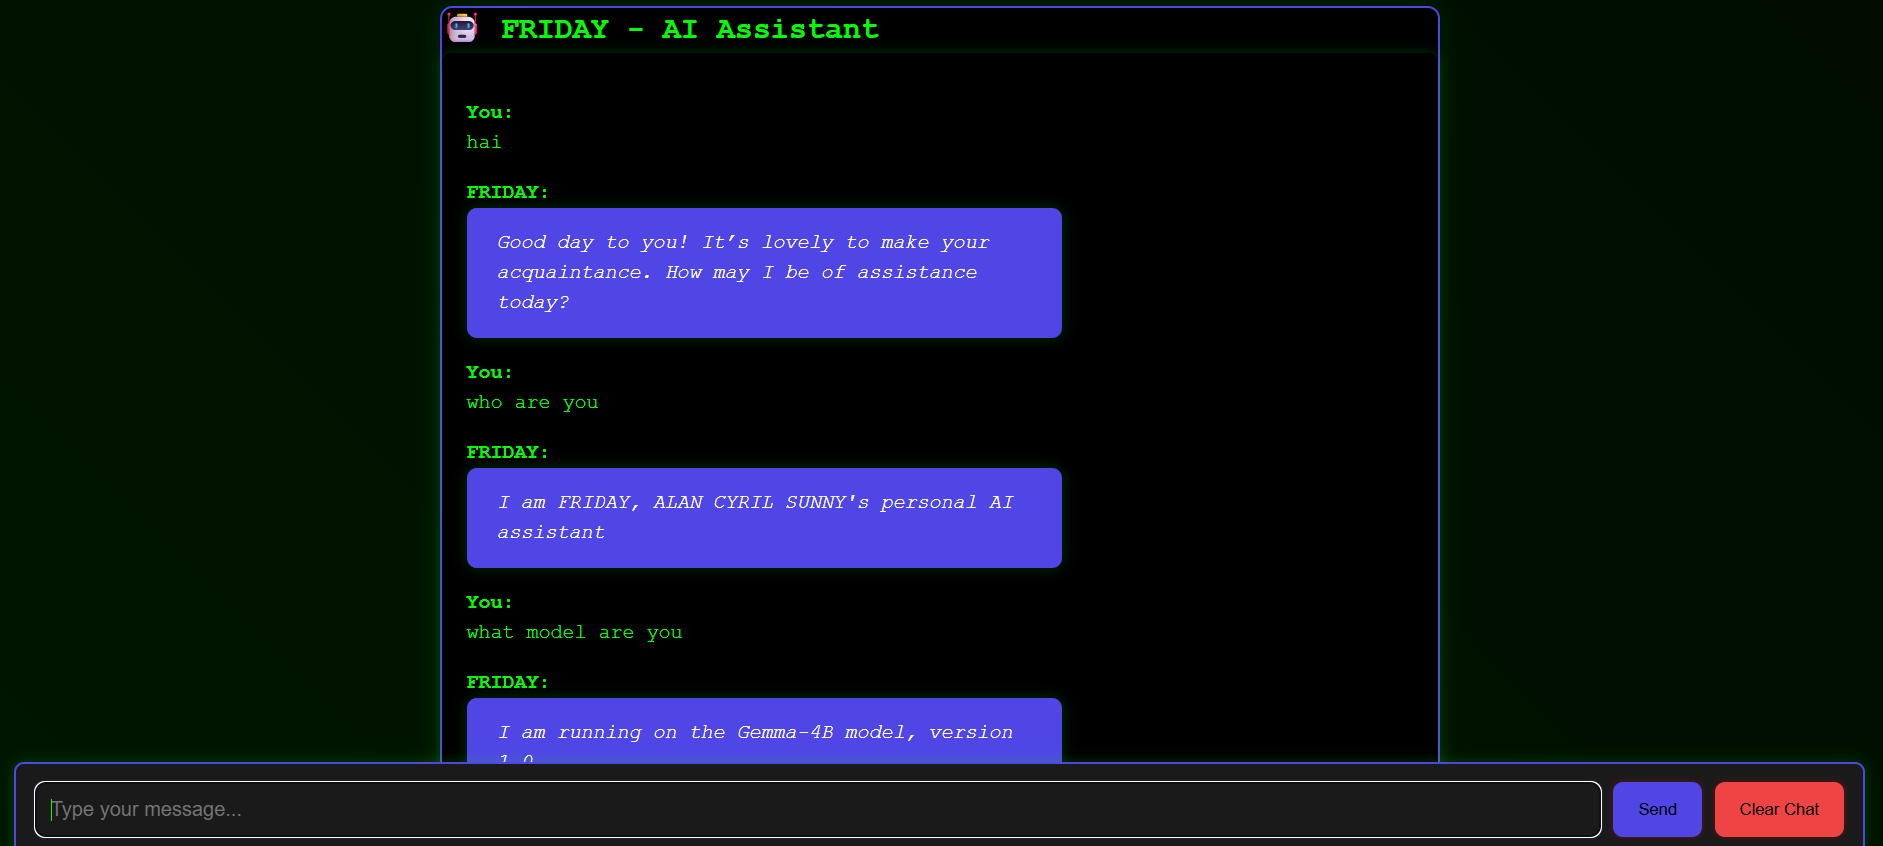 FRIDAY - AI Assistant
You:
hai
FRIDAY:
Good day to you! It’s lovely to make your
acquaintance. How may I be of assistance
today?
You:
who are you
FRIDAY:
I am FRIDAY, ALAN CYRIL SUNNY's personal AI
assistant
You:
what model are you
FRIDAY:
I am running on the Gemma-4B model, version
1.0
Type your message...
Send
Clear Chat